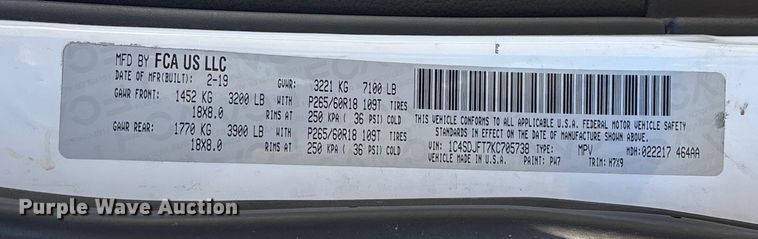 MFD BY FCA US LLC
DATE OF MFR(BUILT): 2-19 GVWR: 3221 KG 7100 LB
GAWR FRONT: 1452 KG 3200 LB WITH P265/60R18 109T TIRES
18X8.0 RIMS AT 250 KPA ( 36 PSI) COLD
GAWR REAR: 1770 KG 3900 LB WITH P265/60R18 109T TIRES
18X8.0 RIMS AT 250 KPA ( 36 PSI) COLD
THIS VEHICLE CONFORMS TO ALL APPLICABLE U.S.A. FEDERAL MOTOR VEHICLE SAFETY
STANDARDS IN EFFECT ON THE DATE OF MANUFACTURE SHOWN ABOVE.
VIN: 1C4SDJFT7KC705738 TYPE: MPV MDH: 022217 464AA
MADE IN U.S.A. PAINT: PW7 TRIM: H7X9
Purple Wave Auction